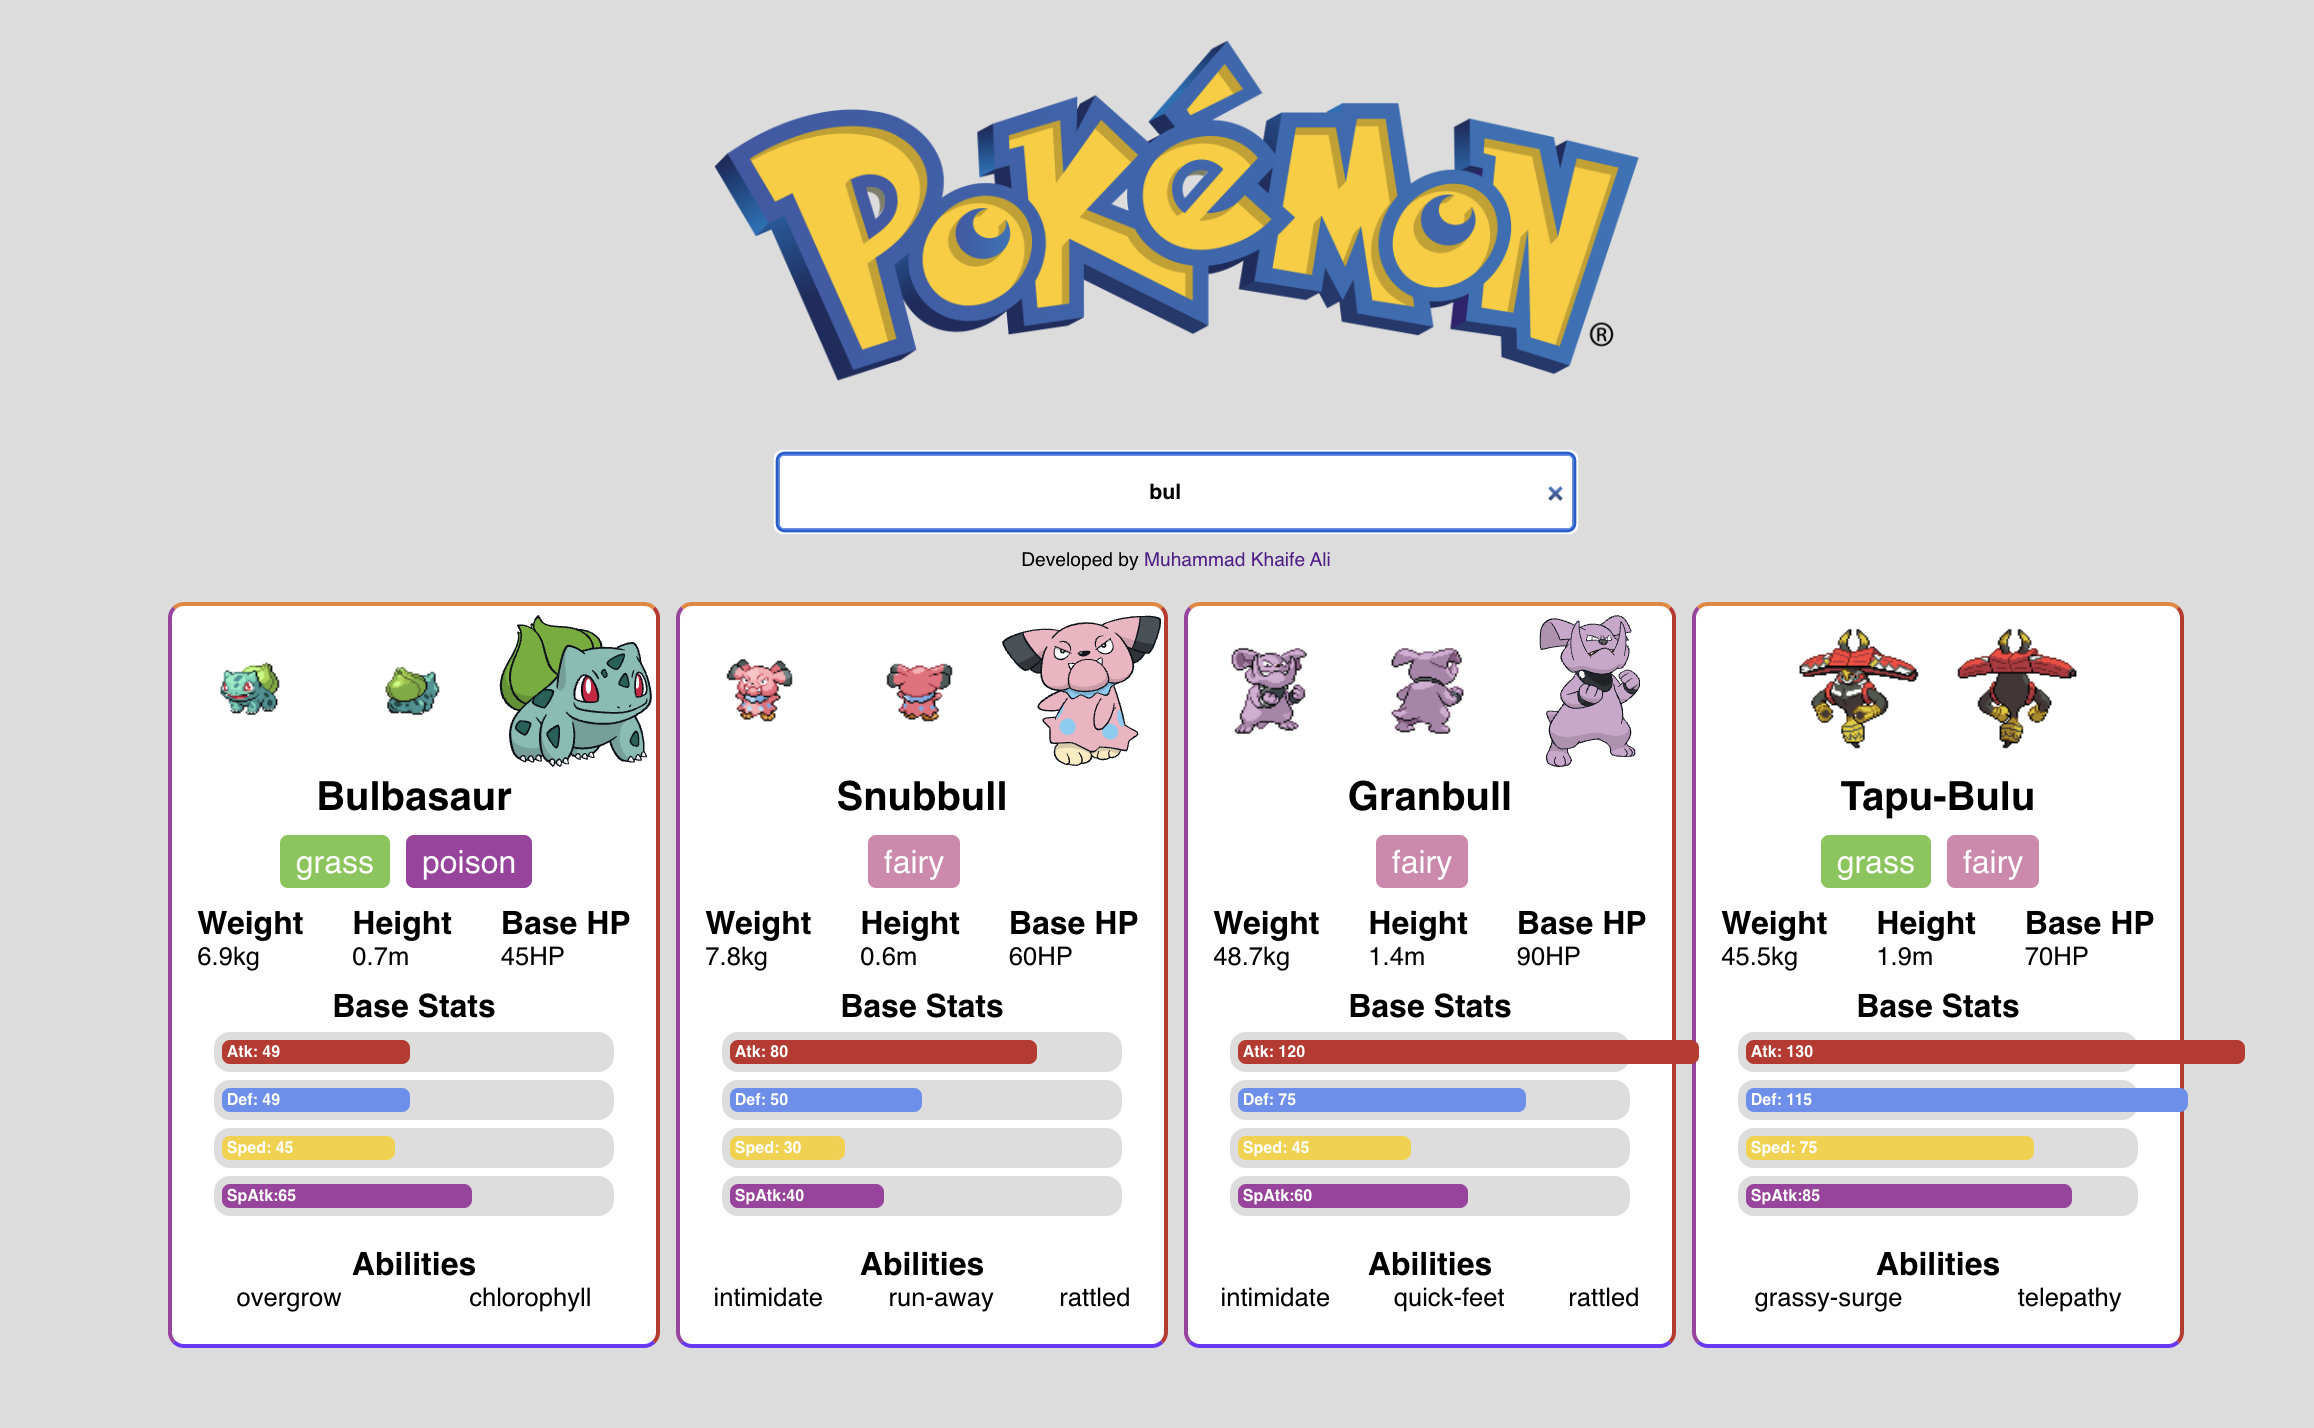 POKéMON
®
bul ×
Developed by Muhammad Khaife Ali
Bulbasaur
grass poison
Weight Height Base HP
6.9kg 0.7m 45HP
Base Stats
Atk: 49
Def: 49
Sped: 45
SpAtk:65
Abilities
overgrow chlorophyll
Snubbull
fairy
Weight Height Base HP
7.8kg 0.6m 60HP
Base Stats
Atk: 80
Def: 50
Sped: 30
SpAtk:40
Abilities
intimidate run-away rattled
Granbull
fairy
Weight Height Base HP
48.7kg 1.4m 90HP
Base Stats
Atk: 120
Def: 75
Sped: 45
SpAtk:60
Abilities
intimidate quick-feet rattled
Tapu-Bulu
grass fairy
Weight Height Base HP
45.5kg 1.9m 70HP
Base Stats
Atk: 130
Def: 115
Sped: 75
SpAtk:85
Abilities
grassy-surge telepathy